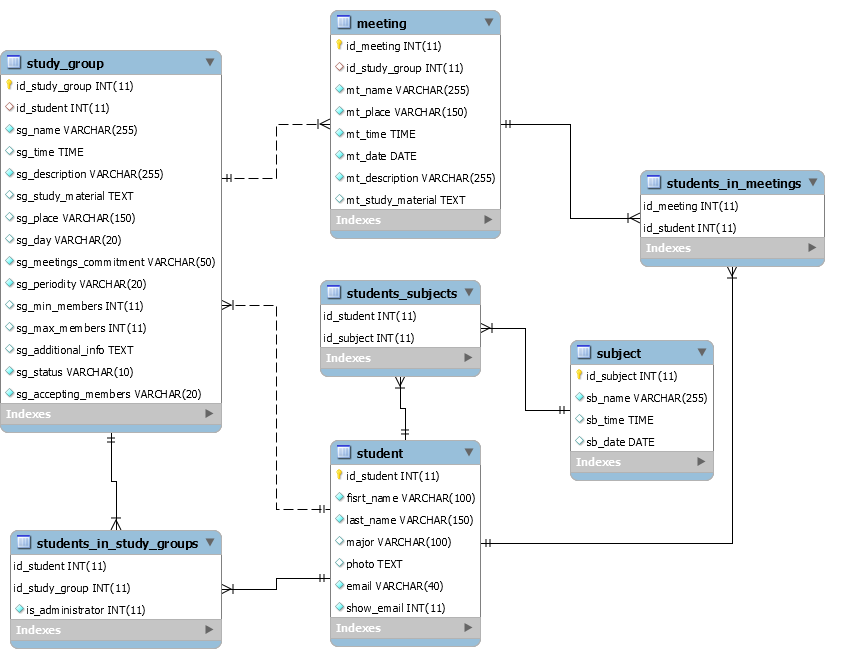 meeting
id_meeting INT(11)
id_study_group INT(11)
mt_name VARCHAR(255)
mt_place VARCHAR(150)
mt_time TIME
mt_date DATE
mt_description VARCHAR(255)
mt_study_material TEXT
Indexes
study_group
id_study_group INT(11)
id_student INT(11)
sg_name VARCHAR(255)
sg_time TIME
sg_description VARCHAR(255)
sg_study_material TEXT
sg_place VARCHAR(150)
sg_day VARCHAR(20)
sg_meetings_commitment VARCHAR(50)
sg_periodity VARCHAR(20)
sg_min_members INT(11)
sg_max_members INT(11)
sg_additional_info TEXT
sg_status VARCHAR(10)
sg_accepting_members VARCHAR(20)
Indexes
students_in_meetings
id_meeting INT(11)
id_student INT(11)
Indexes
students_subjects
id_student INT(11)
id_subject INT(11)
Indexes
subject
id_subject INT(11)
sb_name VARCHAR(255)
sb_time TIME
sb_date DATE
Indexes
student
id_student INT(11)
fisrt_name VARCHAR(100)
last_name VARCHAR(150)
major VARCHAR(100)
photo TEXT
email VARCHAR(40)
show_email INT(11)
Indexes
students_in_study_groups
id_student INT(11)
id_study_group INT(11)
is_administrator INT(11)
Indexes